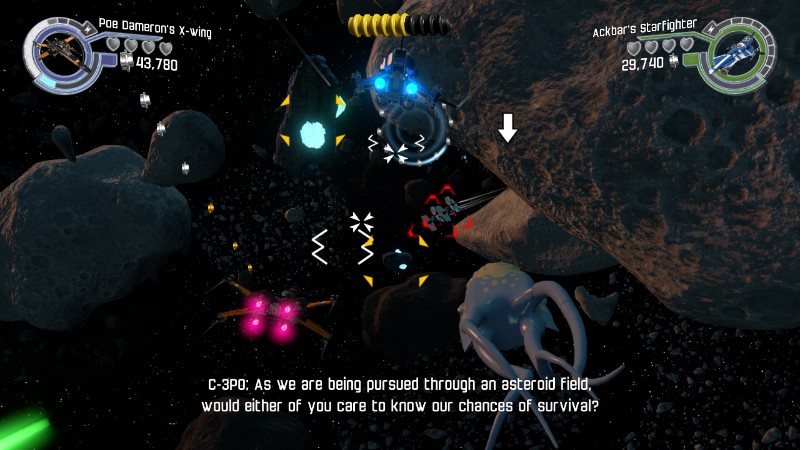 Poe Dameron's X-wing
43,780
Ackbar's Starfighter
29,740
C-3PO: As we are being pursued through an asteroid field,
would either of you care to know our chances of survival?